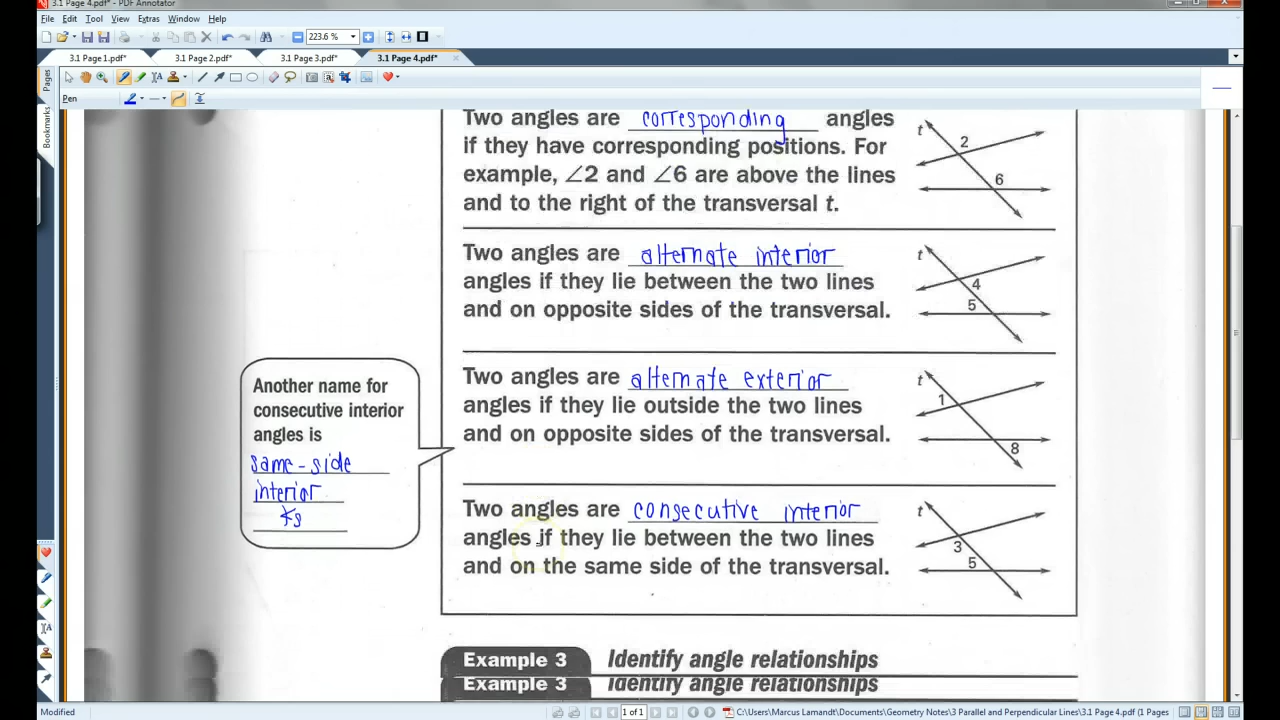 3.1 Page 4.pdf* - PDF Annotator
File Edit Tool View Extras Window Help
223.6 %
3.1 Page 1.pdf* 3.1 Page 2.pdf* 3.1 Page 3.pdf* 3.1 Page 4.pdf*
Pen
Pages
Bookmarks
Two angles are corresponding angles
if they have corresponding positions. For
example, ∠2 and ∠6 are above the lines
and to the right of the transversal t.
t 2 6
Two angles are alternate interior
angles if they lie between the two lines
and on opposite sides of the transversal.
t 4 5
Two angles are alternate exterior
angles if they lie outside the two lines
and on opposite sides of the transversal.
t 1 8
Another name for
consecutive interior
angles is
same-side
interior
∠s
Two angles are consecutive interior
angles if they lie between the two lines
and on the same side of the transversal.
t 3 5
Example 3 Identify angle relationships
Example 3 Identify angle relationships
Modified
1 of 1
C:\Users\Marcus Lamandt\Documents\Geometry Notes\3 Parallel and Perpendicular Lines\3.1 Page 4.pdf (1 Pages